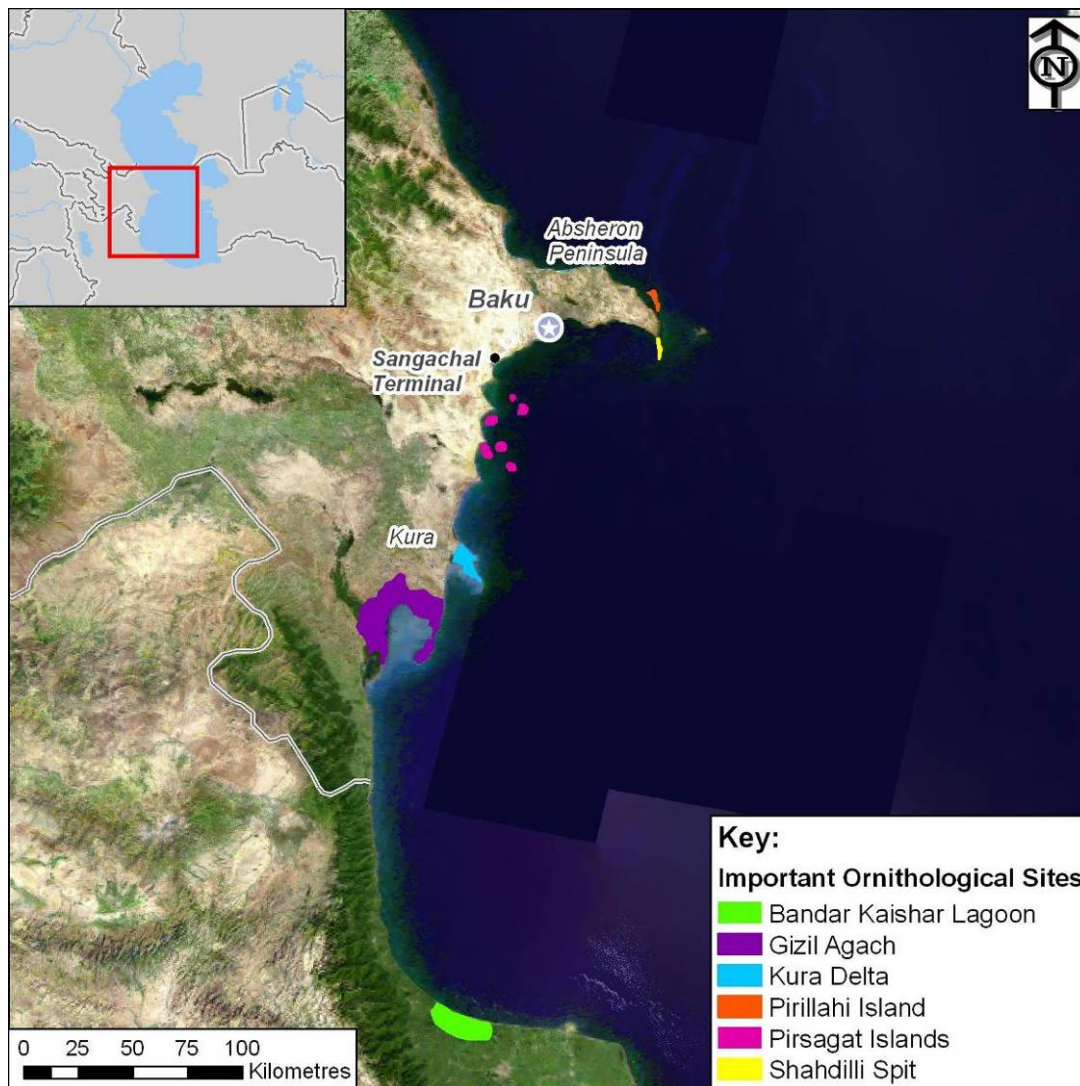 N
Absheron
Peninsula
Baku
Sangachal
Terminal
Kura
Key:
Important Ornithological Sites
Bandar Kaishar Lagoon
Gizil Agach
Kura Delta
Pirillahi Island
Pirsagat Islands
Shahdilli Spit
0 25 50 100
Kilometres